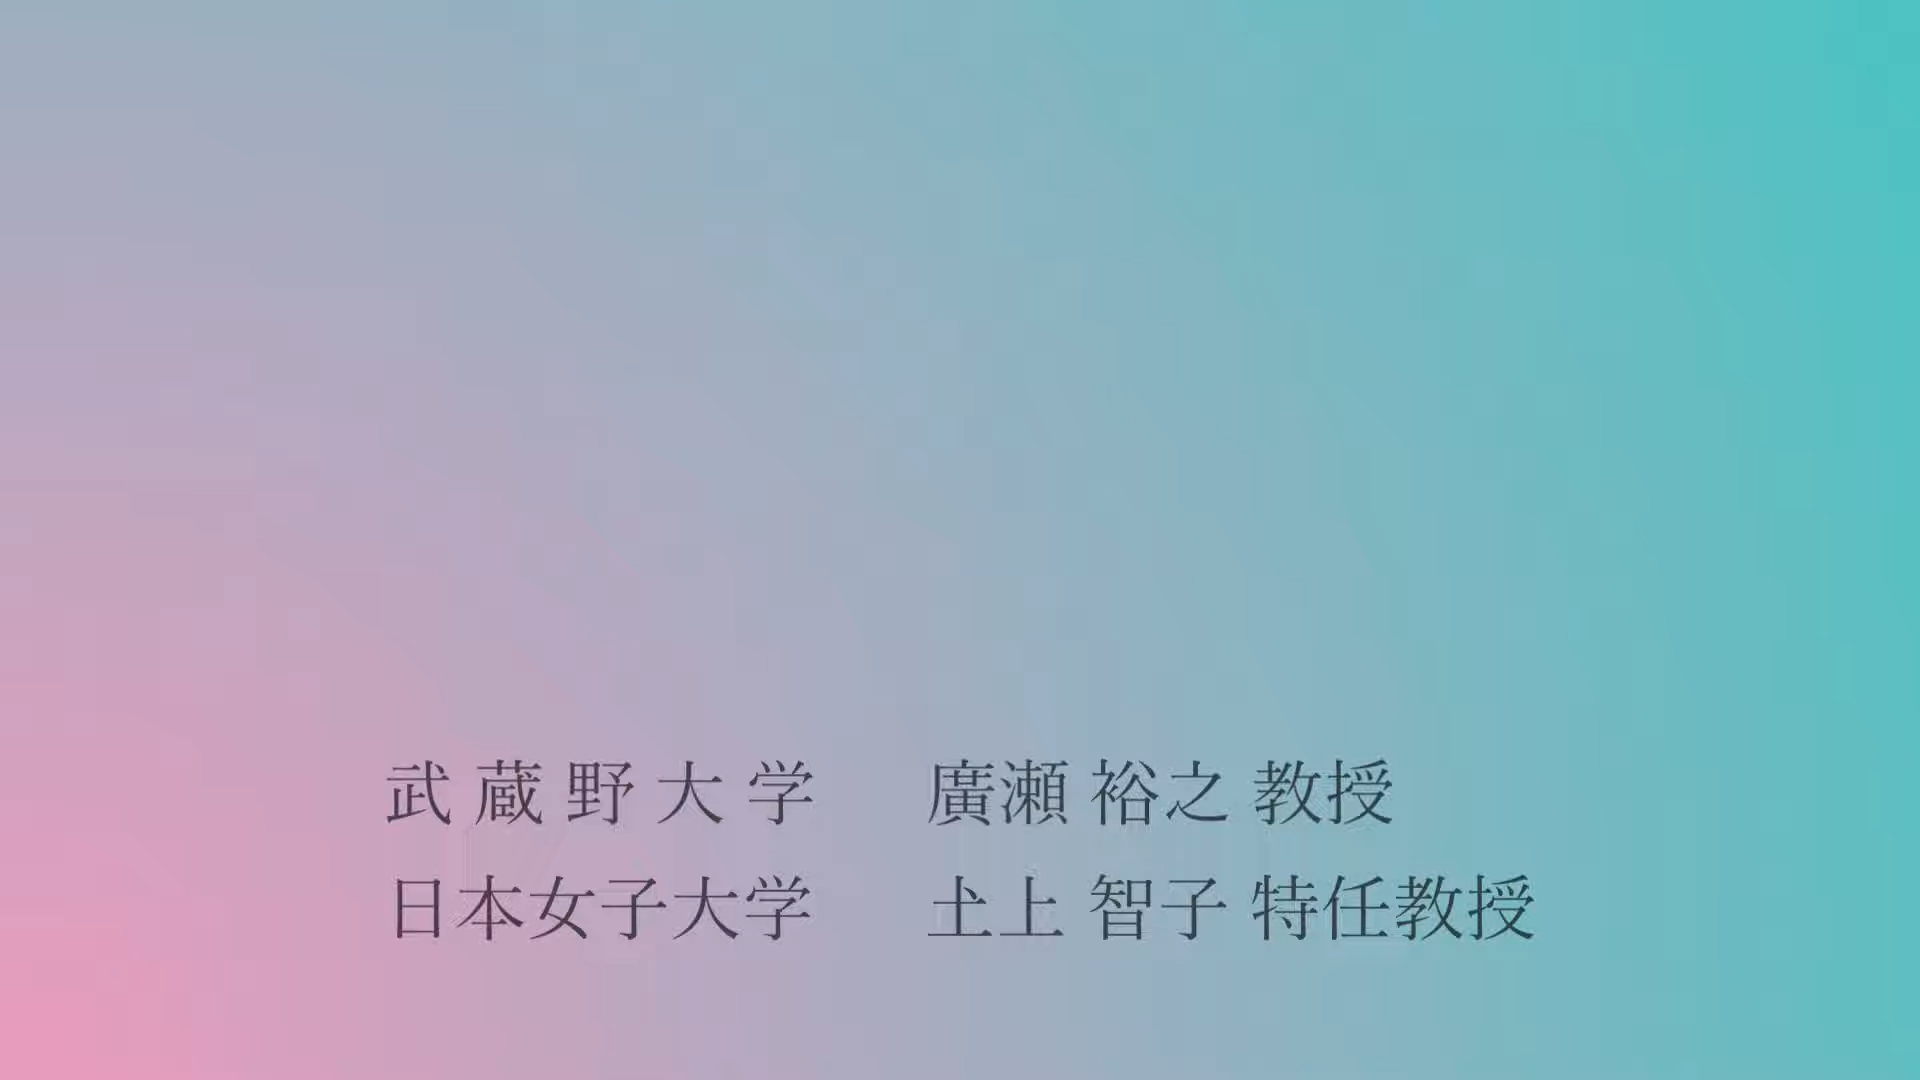 武蔵野大学 廣瀬 裕之 教授
日本女子大学 圡上 智子 特任教授